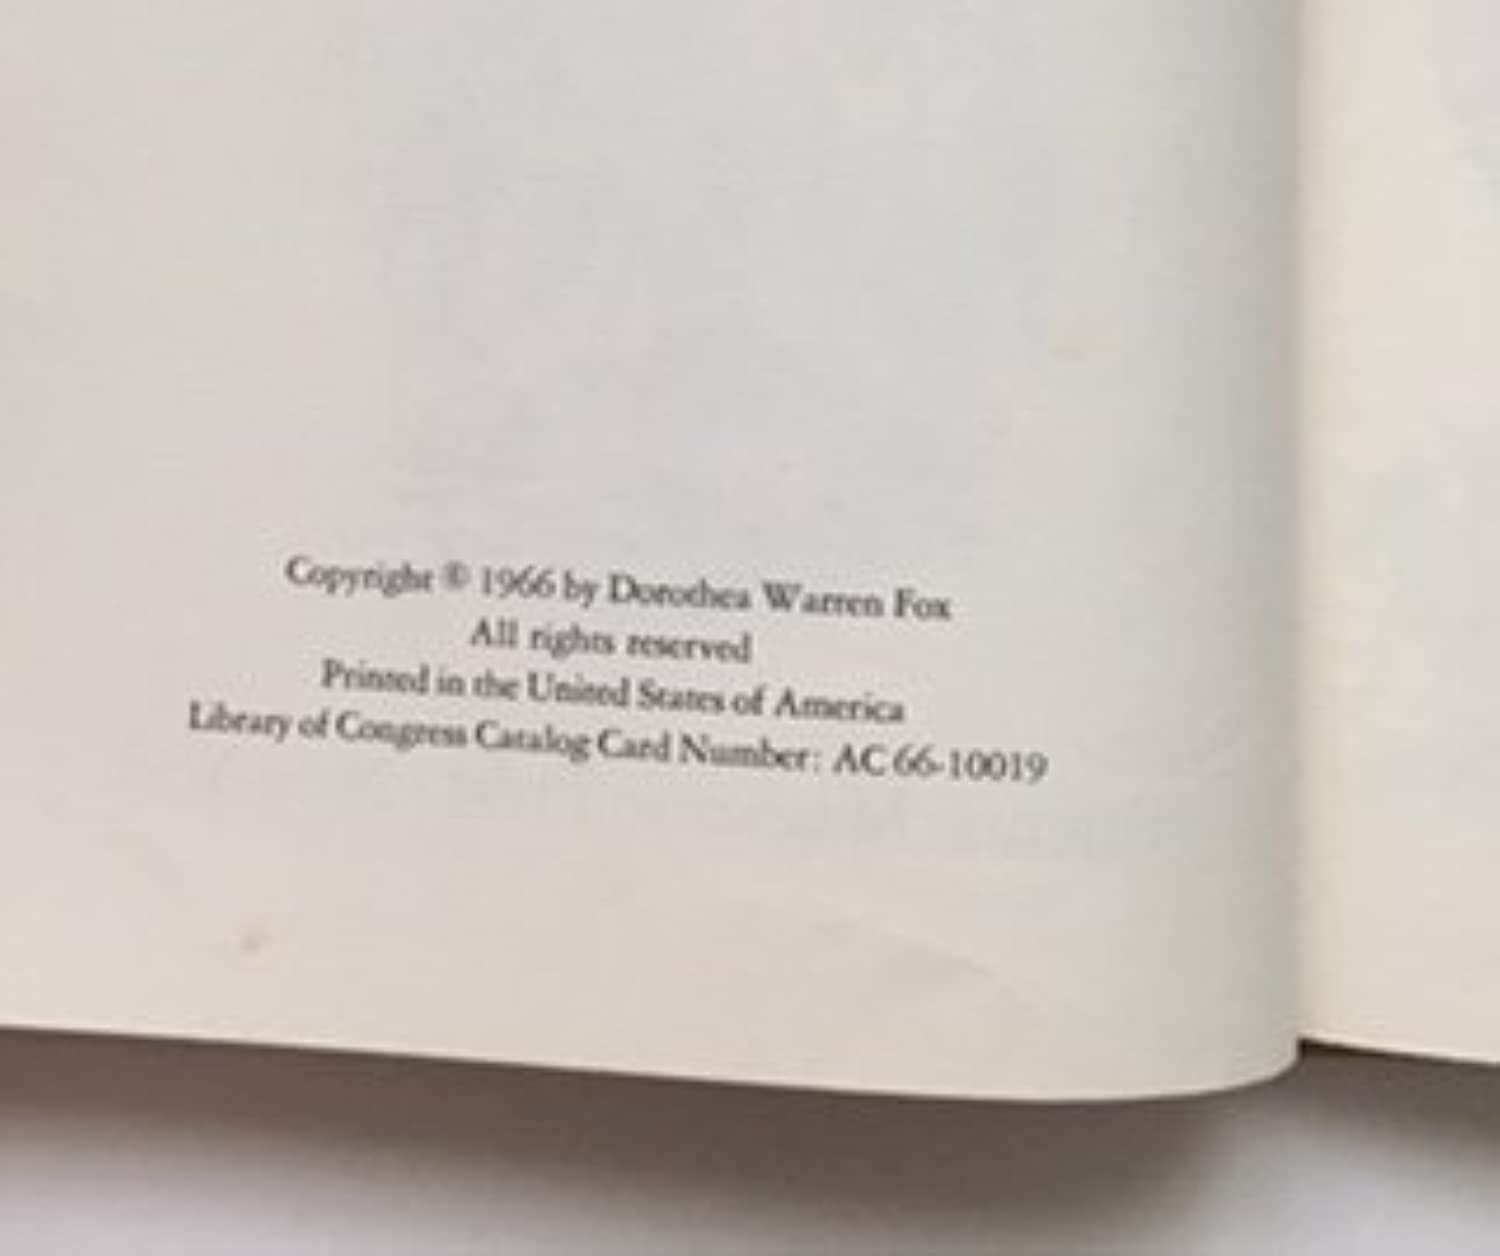 Copyright © 1966 by Dorothea Warren Fox
All rights reserved
Printed in the United States of America
Library of Congress Catalog Card Number: AC 66-10019